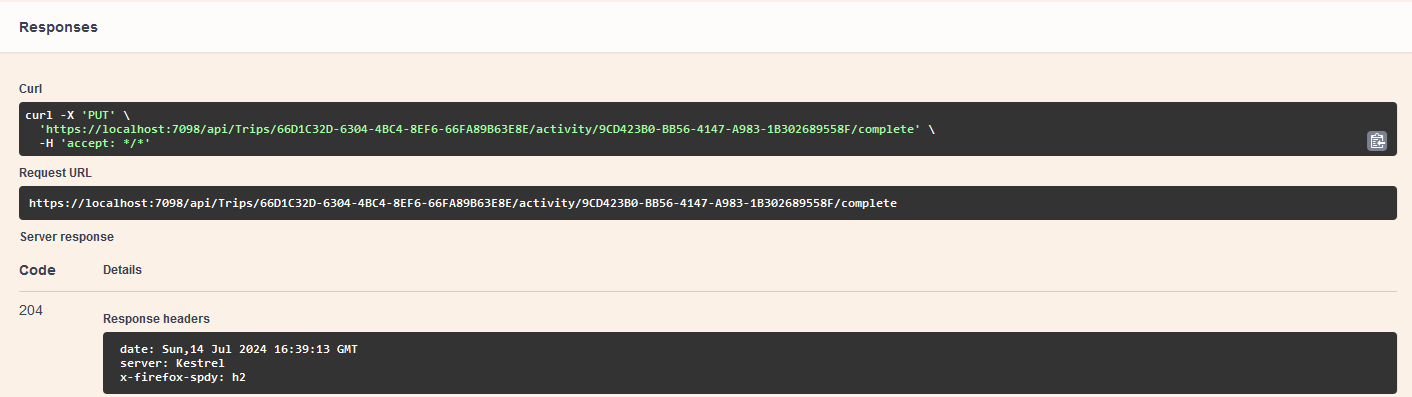 Responses
Curl
curl -X 'PUT' \
'https://localhost:7098/api/Trips/66D1C32D-6304-4BC4-8EF6-66FA89B63E8E/activity/9CD423B0-BB56-4147-A983-1B302689558F/complete' \
-H 'accept: */*'
Request URL
https://localhost:7098/api/Trips/66D1C32D-6304-4BC4-8EF6-66FA89B63E8E/activity/9CD423B0-BB56-4147-A983-1B302689558F/complete
Server response
Code Details
204
Response headers
date: Sun,14 Jul 2024 16:39:13 GMT
server: Kestrel
x-firefox-spdy: h2